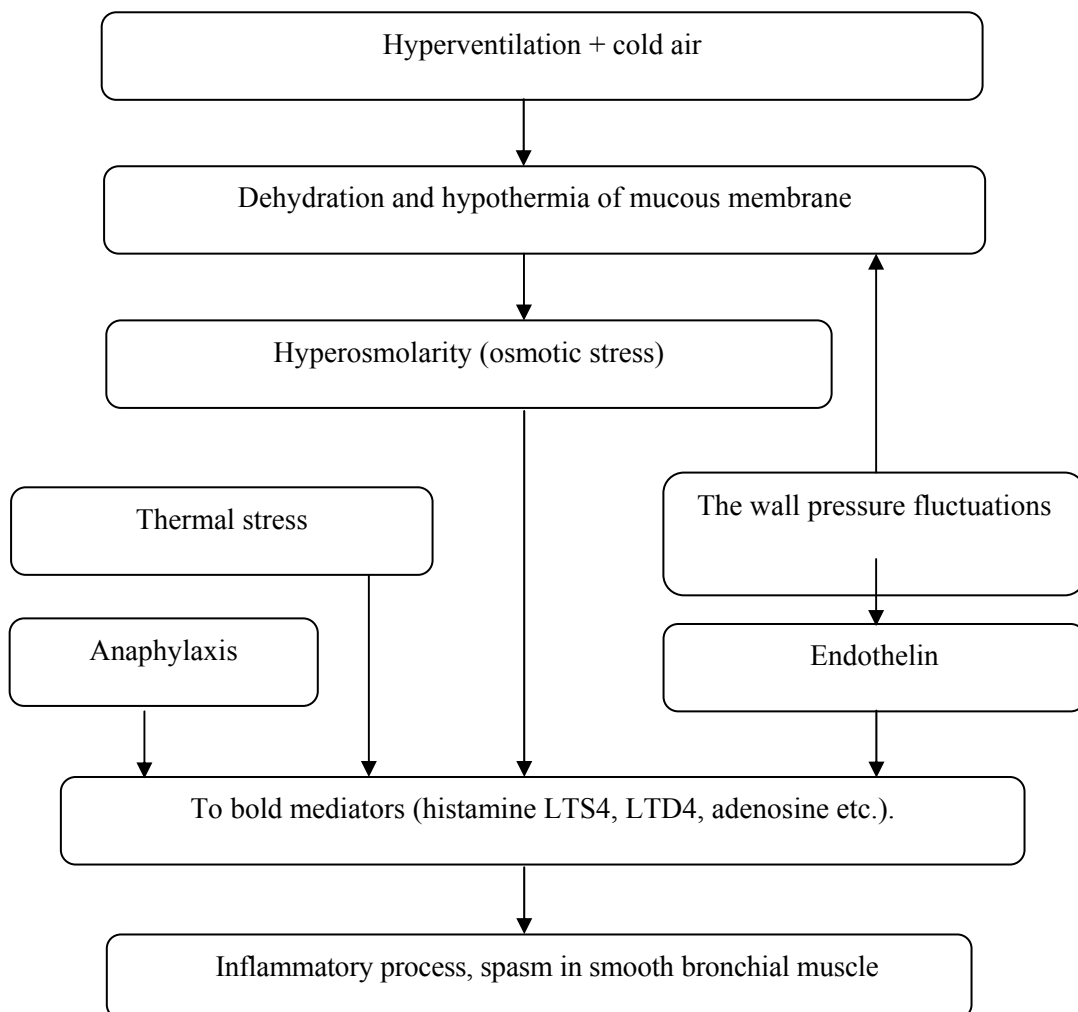 Hyperventilation + cold air
Dehydration and hypothermia of mucous membrane
Hyperosmolarity (osmotic stress)
The wall pressure fluctuations
Thermal stress
Anaphylaxis
Endothelin
To bold mediators (histamine LTS4, LTD4, adenosine etc.).
Inflammatory process, spasm in smooth bronchial muscle